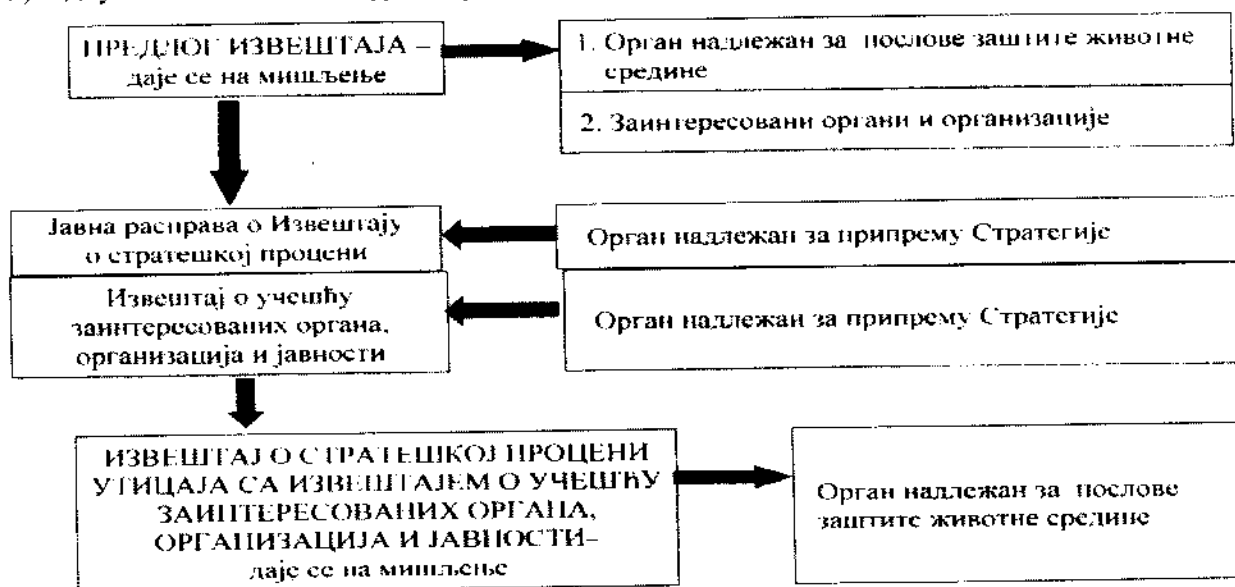 ПРЕДЛОГ ИЗВЕШТАЈА –
даје се на мишљење
1. Орган надлежан за послове заштите животне
средине
2. Заинтересовани органи и организације
Јавна расправа о Извештају
о стратешкој процени
Орган надлежан за припрему Стратегије
Извештај о учешћу
заинтересованих органа,
организација и јавности
Орган надлежан за припрему Стратегије
ИЗВЕШТАЈ О СТРАТЕШКОЈ ПРОЦЕНИ
УТИЦАЈА СА ИЗВЕШТАЈЕМ О УЧЕШЋУ
ЗАИНТЕРЕСОВАНИХ ОРГАНА,
ОРГАНИЗАЦИЈА И ЈАВНОСТИ–
даје се на мишљење
Орган надлежан за послове
заштите животне средине